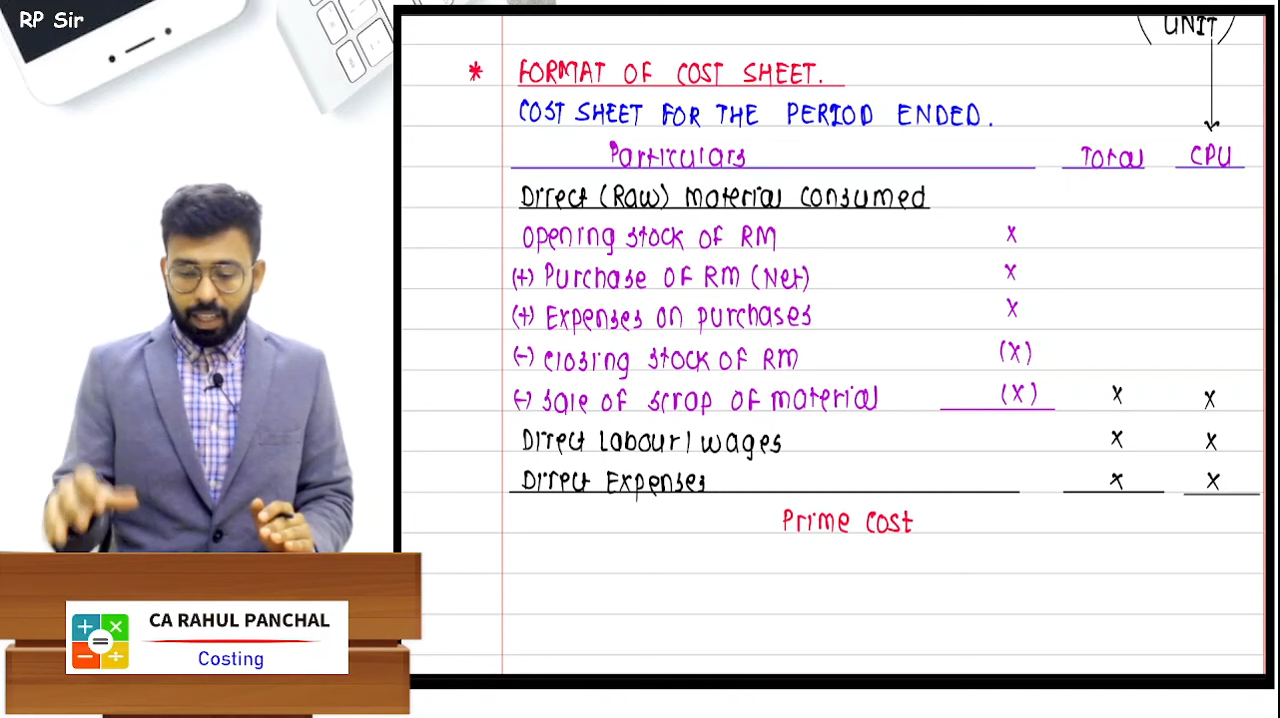 RP Sir
(UNIT)
* FORMAT OF COST SHEET.
COST SHEET FOR THE PERIOD ENDED.
Particulars Total CPU
Direct (Raw) Material Consumed
Opening stock of RM x
(+) Purchase of RM (Net) x
(+) Expenses on purchases x
(-) closing stock of RM (x)
(-) Sale of scrap of material (x) x x
Direct Labour/wages x x
Direct Expenses x x
Prime Cost
CA RAHUL PANCHAL
Costing